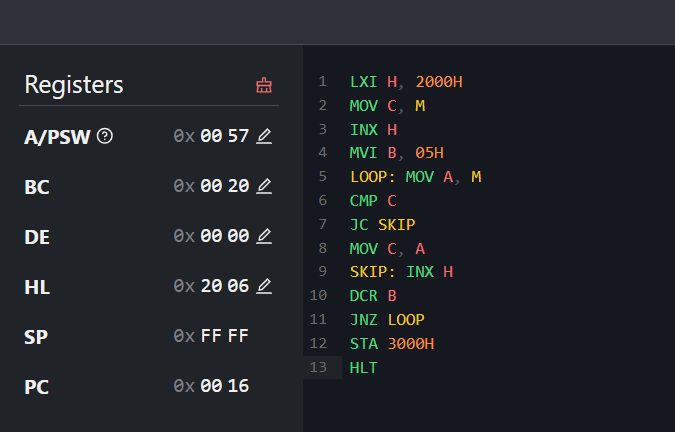 Registers
A/PSW 0x 00 57
BC 0x 00 20
DE 0x 00 00
HL 0x 20 06
SP 0x FF FF
PC 0x 00 16
1 LXI H, 2000H
2 MOV C, M
3 INX H
4 MVI B, 05H
5 LOOP: MOV A, M
6 CMP C
7 JC SKIP
8 MOV C, A
9 SKIP: INX H
10 DCR B
11 JNZ LOOP
12 STA 3000H
13 HLT